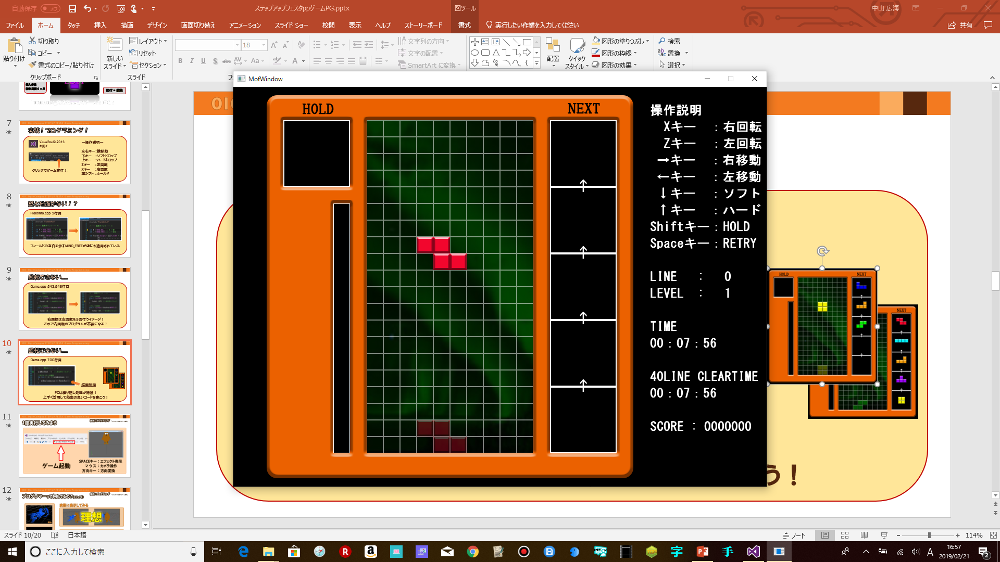 自動保存 オフ
ステップアップフェスタppゲームPG.pptx
図ツール
中山 広海
ファイル ホーム タッチ 挿入 描画 デザイン 画面切り替え アニメーション スライド ショー 校閲 表示 ヘルプ ストーリーボード 書式 実行したい作業を入力してください 共有
貼り付け
切り取り
コピー
書式のコピー/貼り付け
クリップボード
新しい
スライド
レイアウト
リセット
セクション
スライド
18
文字列の方向
文字の配置
SmartArt に変換
配置
クイック
スタイル
図形の塗りつぶし
図形の枠線
図形の効果
検索
置換
選択
MofWindow
HOLD
NEXT
操作説明
Xキー :右回転
Zキー :左回転
→キー :右移動
←キー :左移動
↓キー :ソフト
↑キー :ハード
Shiftキー:HOLD
Spaceキー:RETRY
LINE : 0
LEVEL : 1
TIME
00:07:56
40LINE CLEARTIME
00:07:56
SCORE : 0000000
う!
HOLD NEXT
NEXT
7
実践!プログラミング!
VisualStudio2013
を開く
クリックでゲーム実行!
ー操作説明ー
左右キー:横移動
下キー :ソフトドロップ
上キー :ハードドロップ
Zキー :左回転
Xキー :右回転
左シフト:ホールド
8
壁と地面がない!?
FieldInfo.cpp 5行目
フィールドの空白を示すMINO_FREEが壁にも適用されている
9
回転できない…
Game.cpp 542,548行目
右回転は左回転を3回行うイメージ!
これで右回転のプログラムが不要になる!
10
回転できない…
Game.cpp 700行目
描画処理
PCは繰り返し処理が得意!
上手く活用して効率の良いコードを書こう!
11
1度実行してみよう
ゲーム起動
SPACEキー:エフェクト表示
マウス:カメラ操作
方向キー:方向変換
12
プログラマーって何してるの?
実際に表示してみる
理想
スライド 10/20
日本語
ノート
114%
ここに入力して検索
A
16:57
2019/02/21
2